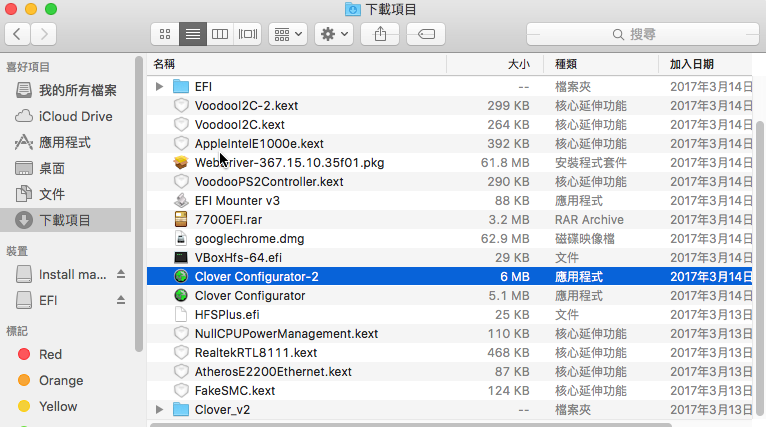 下載項目
搜尋
喜好項目
我的所有檔案
iCloud Drive
應用程式
桌面
文件
下載項目
裝置
Install ma...
EFI
標記
Red
Orange
Yellow
名稱 大小 種類 加入日期
EFI -- 檔案夾 2017年3月14日
VoodooI2C-2.kext 299 KB 核心延伸功能 2017年3月14日
VoodooI2C.kext 264 KB 核心延伸功能 2017年3月14日
AppleIntelE1000e.kext 392 KB 核心延伸功能 2017年3月14日
Webdriver-367.15.10.35f01.pkg 61.8 MB 安裝程式套件 2017年3月14日
VoodooPS2Controller.kext 290 KB 核心延伸功能 2017年3月14日
EFI Mounter v3 88 KB 應用程式 2017年3月14日
7700EFI.rar 3.2 MB RAR Archive 2017年3月14日
googlechrome.dmg 62.9 MB 磁碟映像檔 2017年3月14日
VBoxHfs-64.efi 29 KB 文件 2017年3月14日
Clover Configurator-2 6 MB 應用程式 2017年3月14日
Clover Configurator 5.1 MB 應用程式 2017年3月14日
HFSPlus.efi 25 KB 文件 2017年3月13日
NullCPUPowerManagement.kext 110 KB 核心延伸功能 2017年3月13日
RealtekRTL8111.kext 468 KB 核心延伸功能 2017年3月13日
AtherosE2200Ethernet.kext 87 KB 核心延伸功能 2017年3月13日
FakeSMC.kext 124 KB 核心延伸功能 2017年3月13日
Clover_v2 -- 檔案夾 2017年3月13日